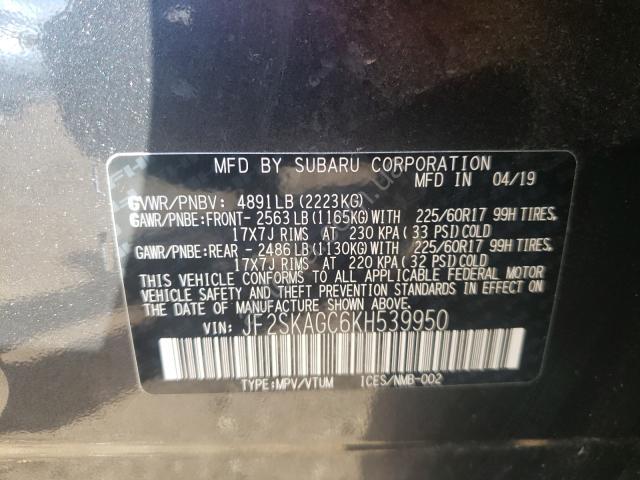 MFD BY SUBARU CORPORATION
MFD IN 04/19
GVWR/PNBV: 4891LB(2223KG)
GAWR/PNBE:FRONT- 2563 LB(1165KG)WITH 225/60R17 99H TIRES,
17X7J RIMS AT 230 KPA(33 PSI)COLD
GAWR/PNBE:REAR - 2486 LB(1130KG)WITH 225/60R17 99H TIRES,
17X7J RIMS AT 220 KPA(32 PSI)COLD
THIS VEHICLE CONFORMS TO ALL APPLICABLE FEDERAL MOTOR
VEHICLE SAFETY AND THEFT PREVENTION STANDARDS IN EFFECT ON
THE DATE OF MANUFACTURE SHOWN ABOVE.
VIN: JF2SKAGC6KH539950
TYPE:MPV/VTUM ICES/NMB-002